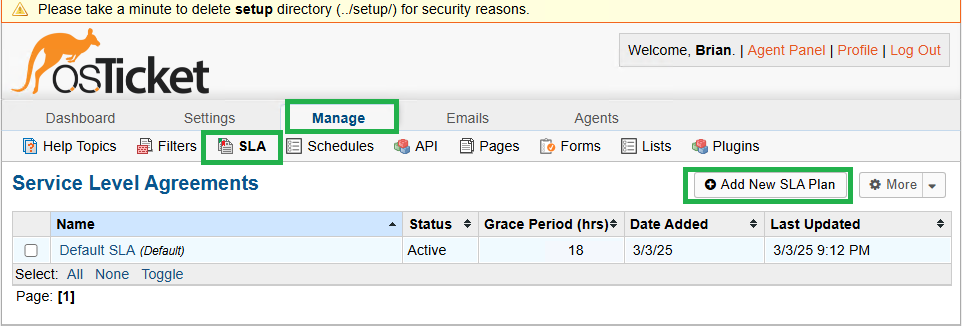 Please take a minute to delete setup directory (../setup/) for security reasons.
osTicket
Welcome, Brian. | Agent Panel | Profile | Log Out
Dashboard Settings Manage Emails Agents
Help Topics Filters SLA Schedules API Pages Forms Lists Plugins
Service Level Agreements Add New SLA Plan More
Name Status Grace Period (hrs) Date Added Last Updated
Default SLA (Default) Active 18 3/3/25 3/3/25 9:12 PM
Select: All None Toggle
Page: [1]